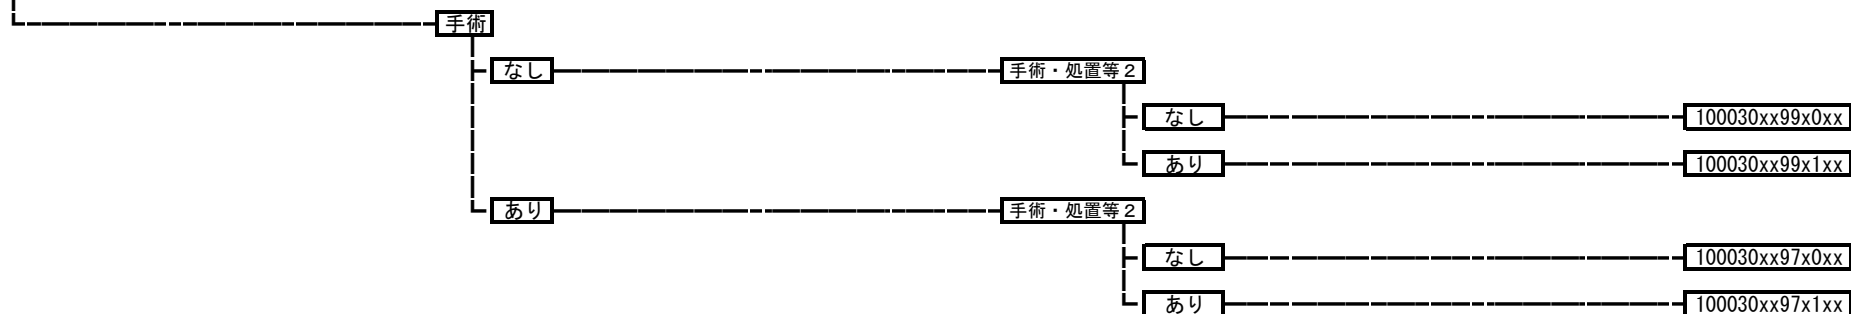 手術
なし 手術・処置等２
なし 100030xx99x0xx
あり 100030xx99x1xx
あり 手術・処置等２
なし 100030xx97x0xx
あり 100030xx97x1xx